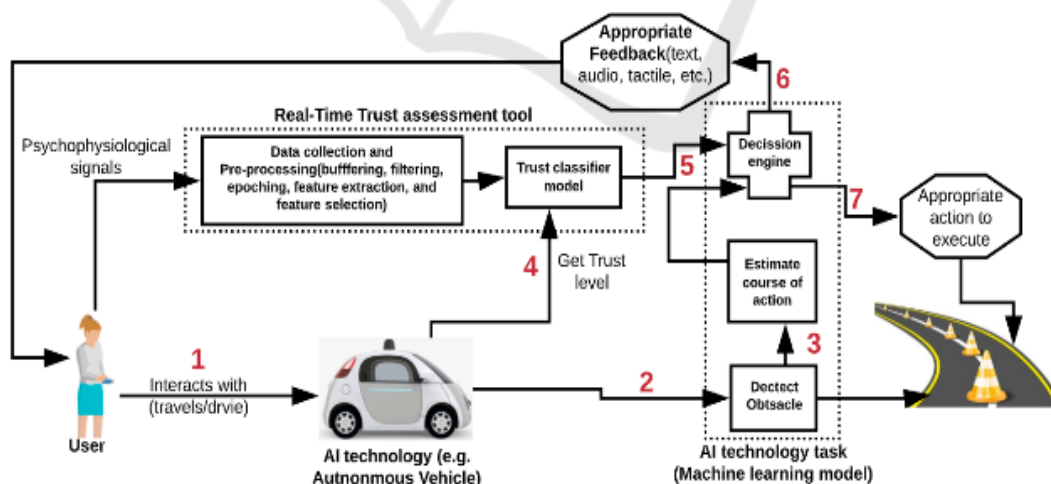 Appropriate
Feedback(text,
audio, tactile, etc.)
6
Real-Time Trust assessment tool
Psychophysiological
signals
Data collection and
Pre-processing(bufffering, filtering,
epoching, feature extraction, and
feature selection)
Trust classifier
model
5
Decission
engine
7
Appropriate
action to
execute
4
Get Trust
level
Estimate
course of
action
3
1
Interacts with
(travels/drvie)
2
Dectect
Obtsacle
User
AI technology (e.g.
Autnonmous Vehicle)
AI technology task
(Machine learning model)